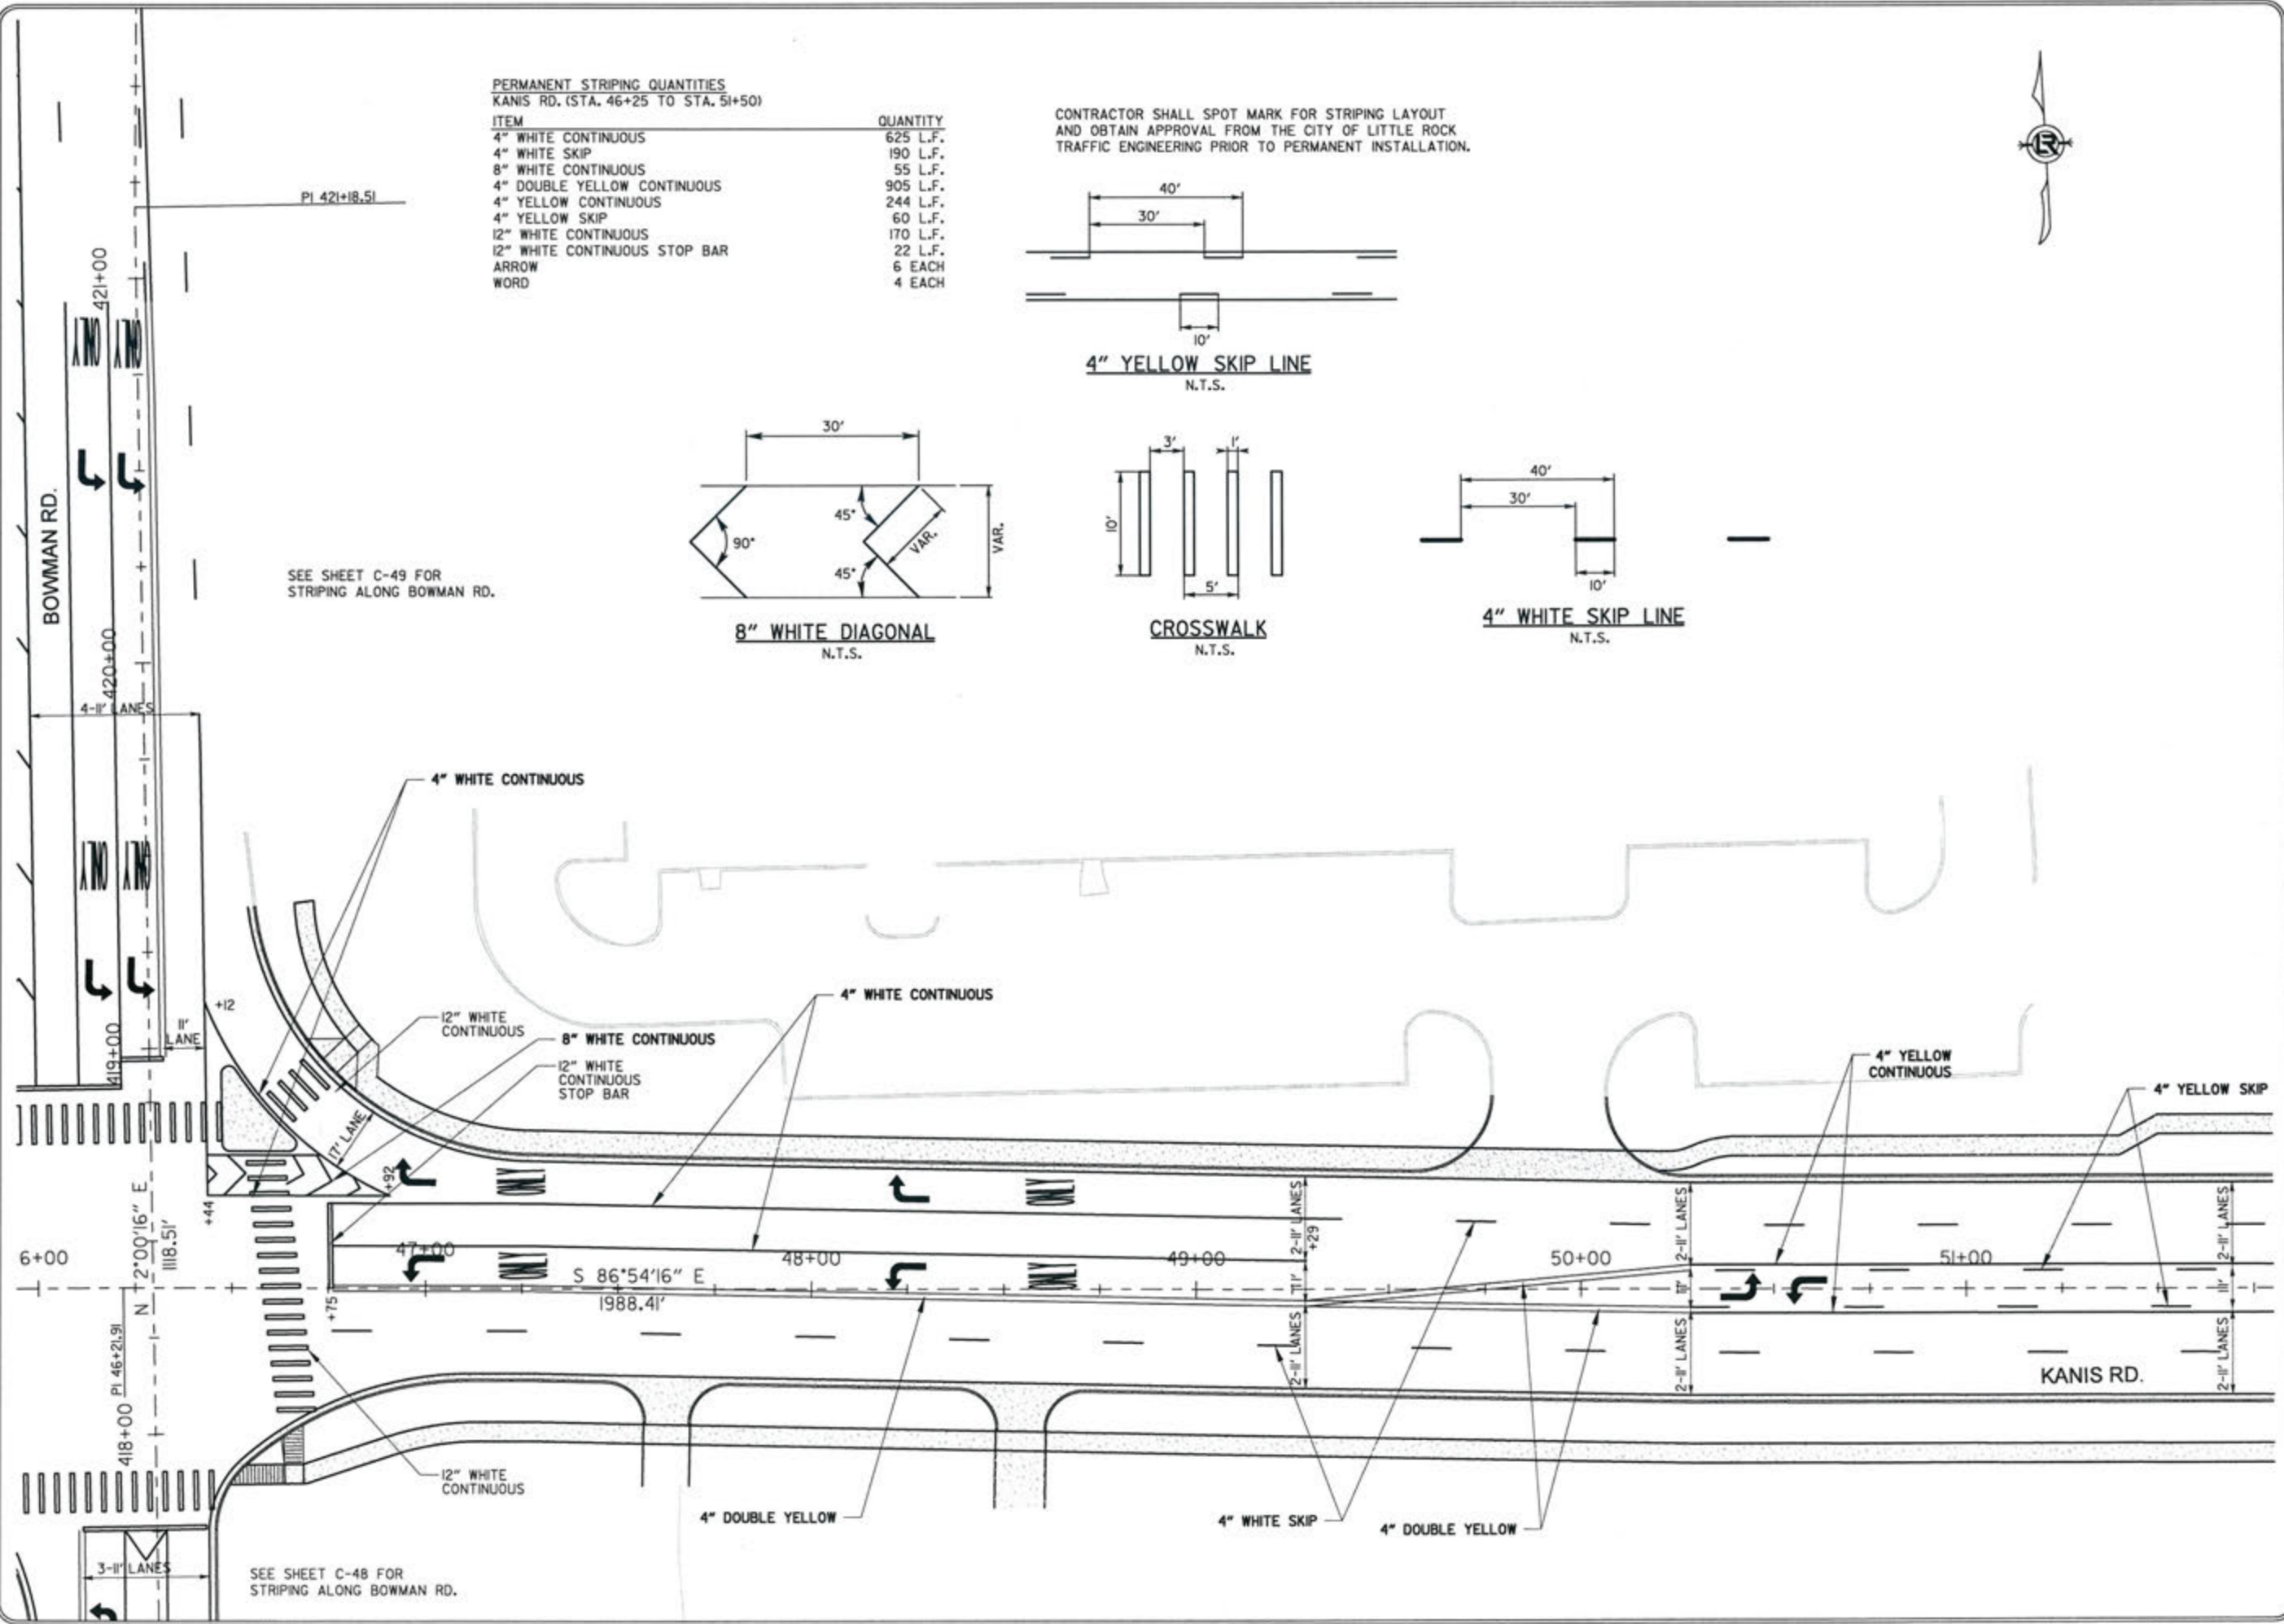 PERMANENT STRIPING QUANTITIES
KANIS RD. (STA. 46+25 TO STA. 51+50)
ITEM QUANTITY
4" WHITE CONTINUOUS 625 L.F.
4" WHITE SKIP 190 L.F.
8" WHITE CONTINUOUS 55 L.F.
4" DOUBLE YELLOW CONTINUOUS 905 L.F.
4" YELLOW CONTINUOUS 244 L.F.
4" YELLOW SKIP 60 L.F.
12" WHITE CONTINUOUS 170 L.F.
12" WHITE CONTINUOUS STOP BAR 22 L.F.
ARROW 6 EACH
WORD 4 EACH
CONTRACTOR SHALL SPOT MARK FOR STRIPING LAYOUT
AND OBTAIN APPROVAL FROM THE CITY OF LITTLE ROCK
TRAFFIC ENGINEERING PRIOR TO PERMANENT INSTALLATION.
LR
40'
30'
10'
4" YELLOW SKIP LINE
N.T.S.
30'
90°
45°
45°
VAR.
VAR.
8" WHITE DIAGONAL
N.T.S.
3'
1'
10'
5'
CROSSWALK
N.T.S.
40'
30'
10'
4" WHITE SKIP LINE
N.T.S.
PI 421+18.51
421+00
ONLY
ONLY
BOWMAN RD.
SEE SHEET C-49 FOR
STRIPING ALONG BOWMAN RD.
420+00
4-11' LANES
4" WHITE CONTINUOUS
ONLY
ONLY
+12
11'
LANE
419+00
12" WHITE
CONTINUOUS
8" WHITE CONTINUOUS
12" WHITE
CONTINUOUS
STOP BAR
4" WHITE CONTINUOUS
4" YELLOW
CONTINUOUS
4" YELLOW SKIP
17' LANE
+92
+44
ONLY
ONLY
2-11' LANES
+29
2-11' LANES
2-11' LANES
6+00
N 2°00'16" E
1118.51'
47+00
48+00
49+00
50+00
51+00
ONLY
ONLY
S 86°54'16" E
1988.41'
+75
11'
11'
11'
2-11' LANES
2-11' LANES
2-11' LANES
KANIS RD.
PI 46+21.91
418+00
12" WHITE
CONTINUOUS
4" DOUBLE YELLOW
4" WHITE SKIP
4" DOUBLE YELLOW
3-11' LANES
SEE SHEET C-48 FOR
STRIPING ALONG BOWMAN RD.